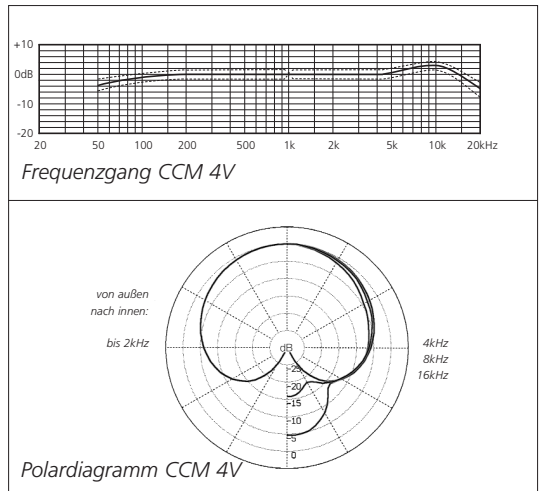 +10
0dB
-10
-20
20 50 100 200 500 1k 2k 5k 10k 20kHz
Frequenzgang CCM 4V
von außen
nach innen:
bis 2kHz
4kHz
8kHz
16kHz
dB
-25
-20
-15
-10
-5
0
Polardiagramm CCM 4V